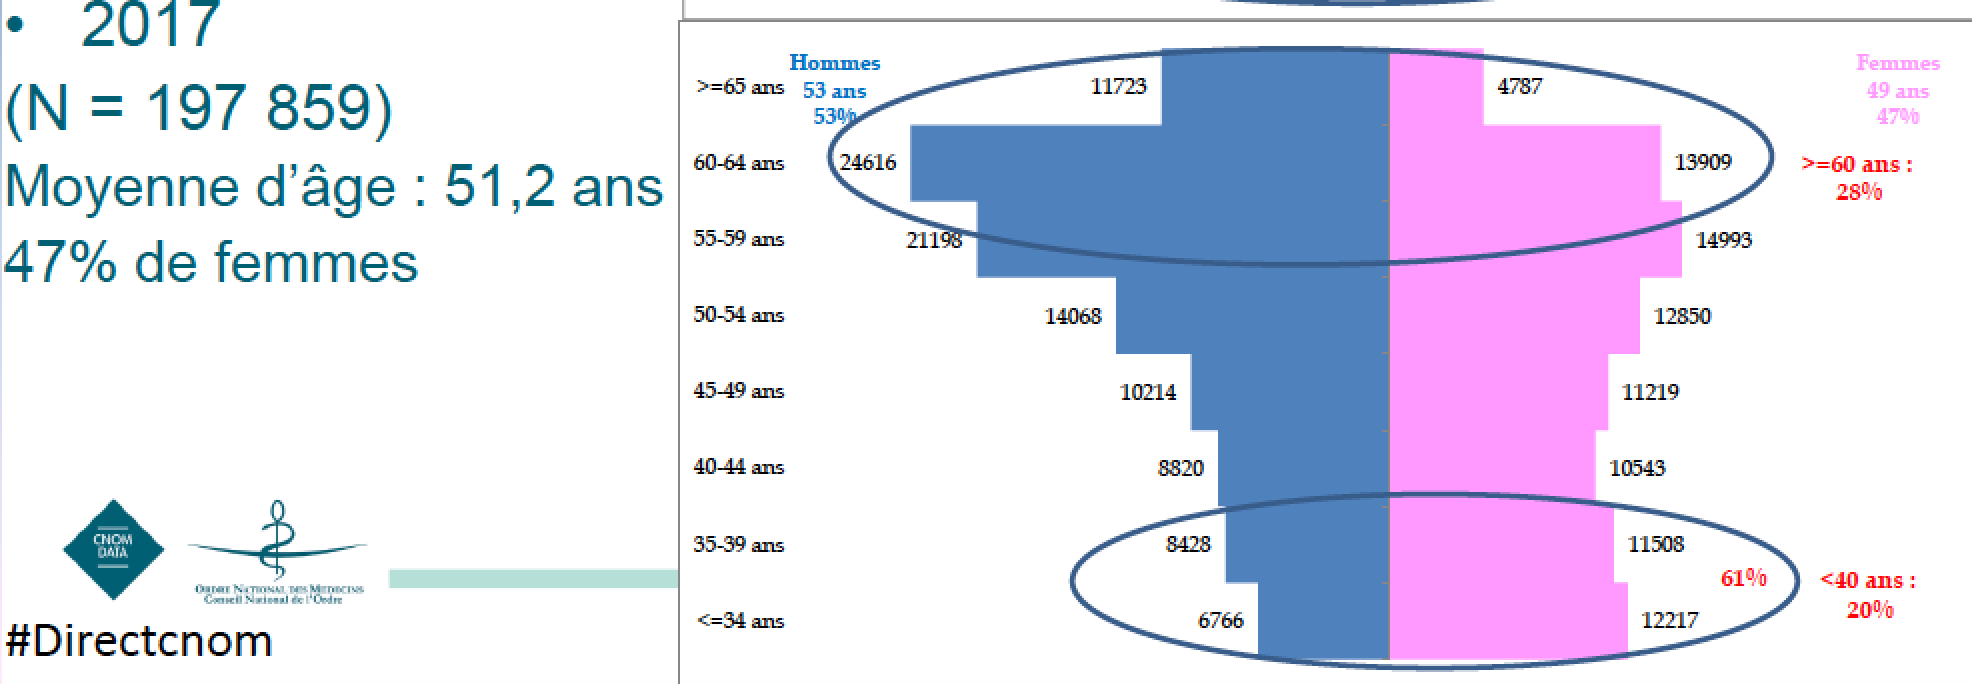 • 2017
(N = 197 859)
Moyenne d’âge : 51,2 ans
47% de femmes
CNOM
DATA
ORDRE NATIONAL DES MEDECINS
Conseil National de l'Ordre
#Directcnom
Hommes
53 ans
53%
Femmes
49 ans
47%
>=65 ans 11723 4787
60-64 ans 24616 13909
>=60 ans :
28%
55-59 ans 21198 14993
50-54 ans 14068 12850
45-49 ans 10214 11219
40-44 ans 8820 10543
35-39 ans 8428 11508
61%
<40 ans :
20%
<=34 ans 6766 12217